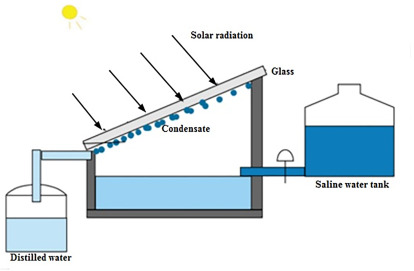 Solar radiation
Glass
Condensate
Saline water tank
Distilled water